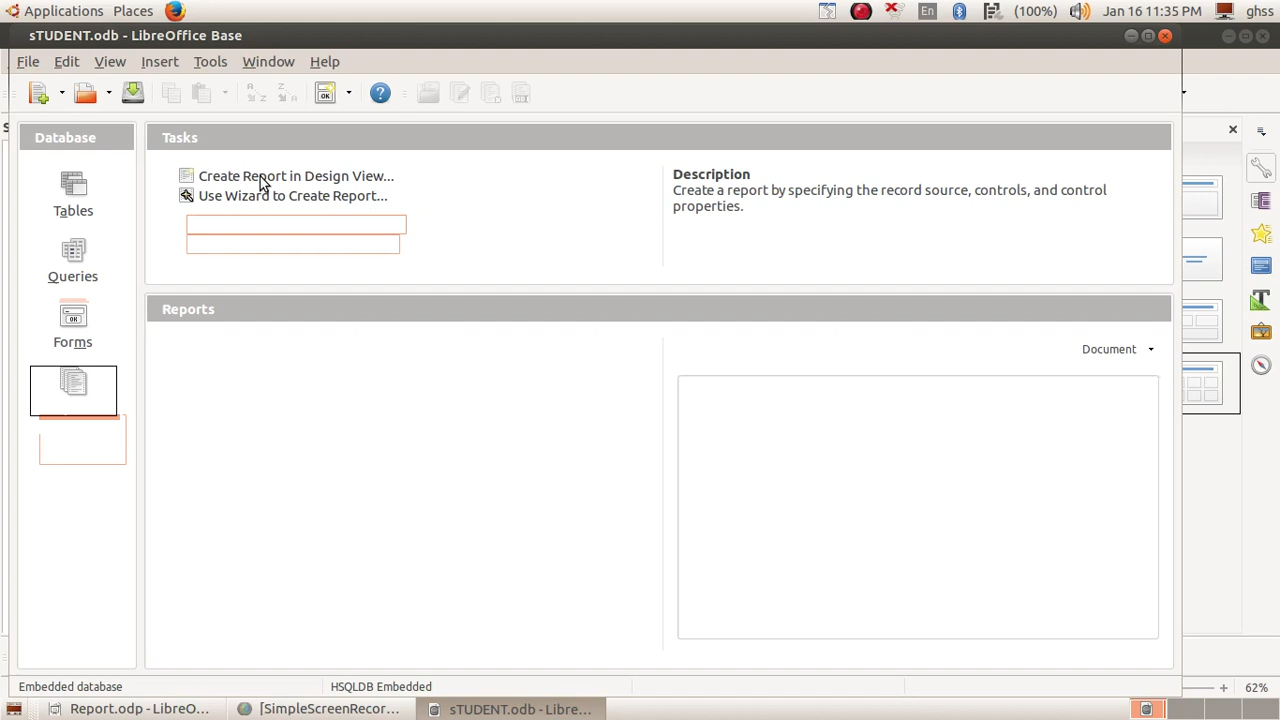 Applications Places En (100%) Jan 16 11:35 PM ghss
sTUDENT.odb - LibreOffice Base
File Edit View Insert Tools Window Help
Database
Tables
Queries
Forms
Tasks
Create Report in Design View...
Use Wizard to Create Report...
Description
Create a report by specifying the record source, controls, and control
properties.
Reports
Document
Embedded database HSQLDB Embedded
62%
Report.odp - LibreO... [SimpleScreenRecor... sTUDENT.odb - Libre...